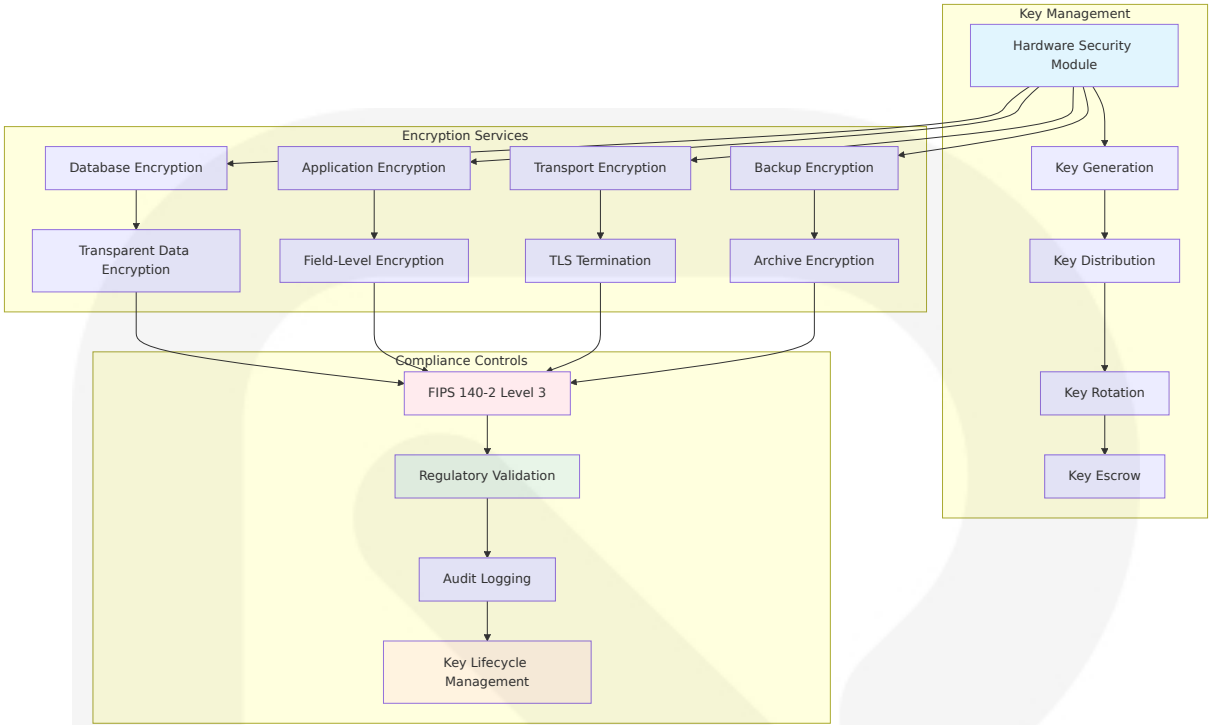 Key Management
Hardware Security
Module
Encryption Services
Database Encryption
Application Encryption
Transport Encryption
Backup Encryption
Key Generation
Transparent Data
Encryption
Field-Level Encryption
TLS Termination
Archive Encryption
Key Distribution
Compliance Controls
FIPS 140-2 Level 3
Key Rotation
Regulatory Validation
Key Escrow
Audit Logging
Key Lifecycle
Management